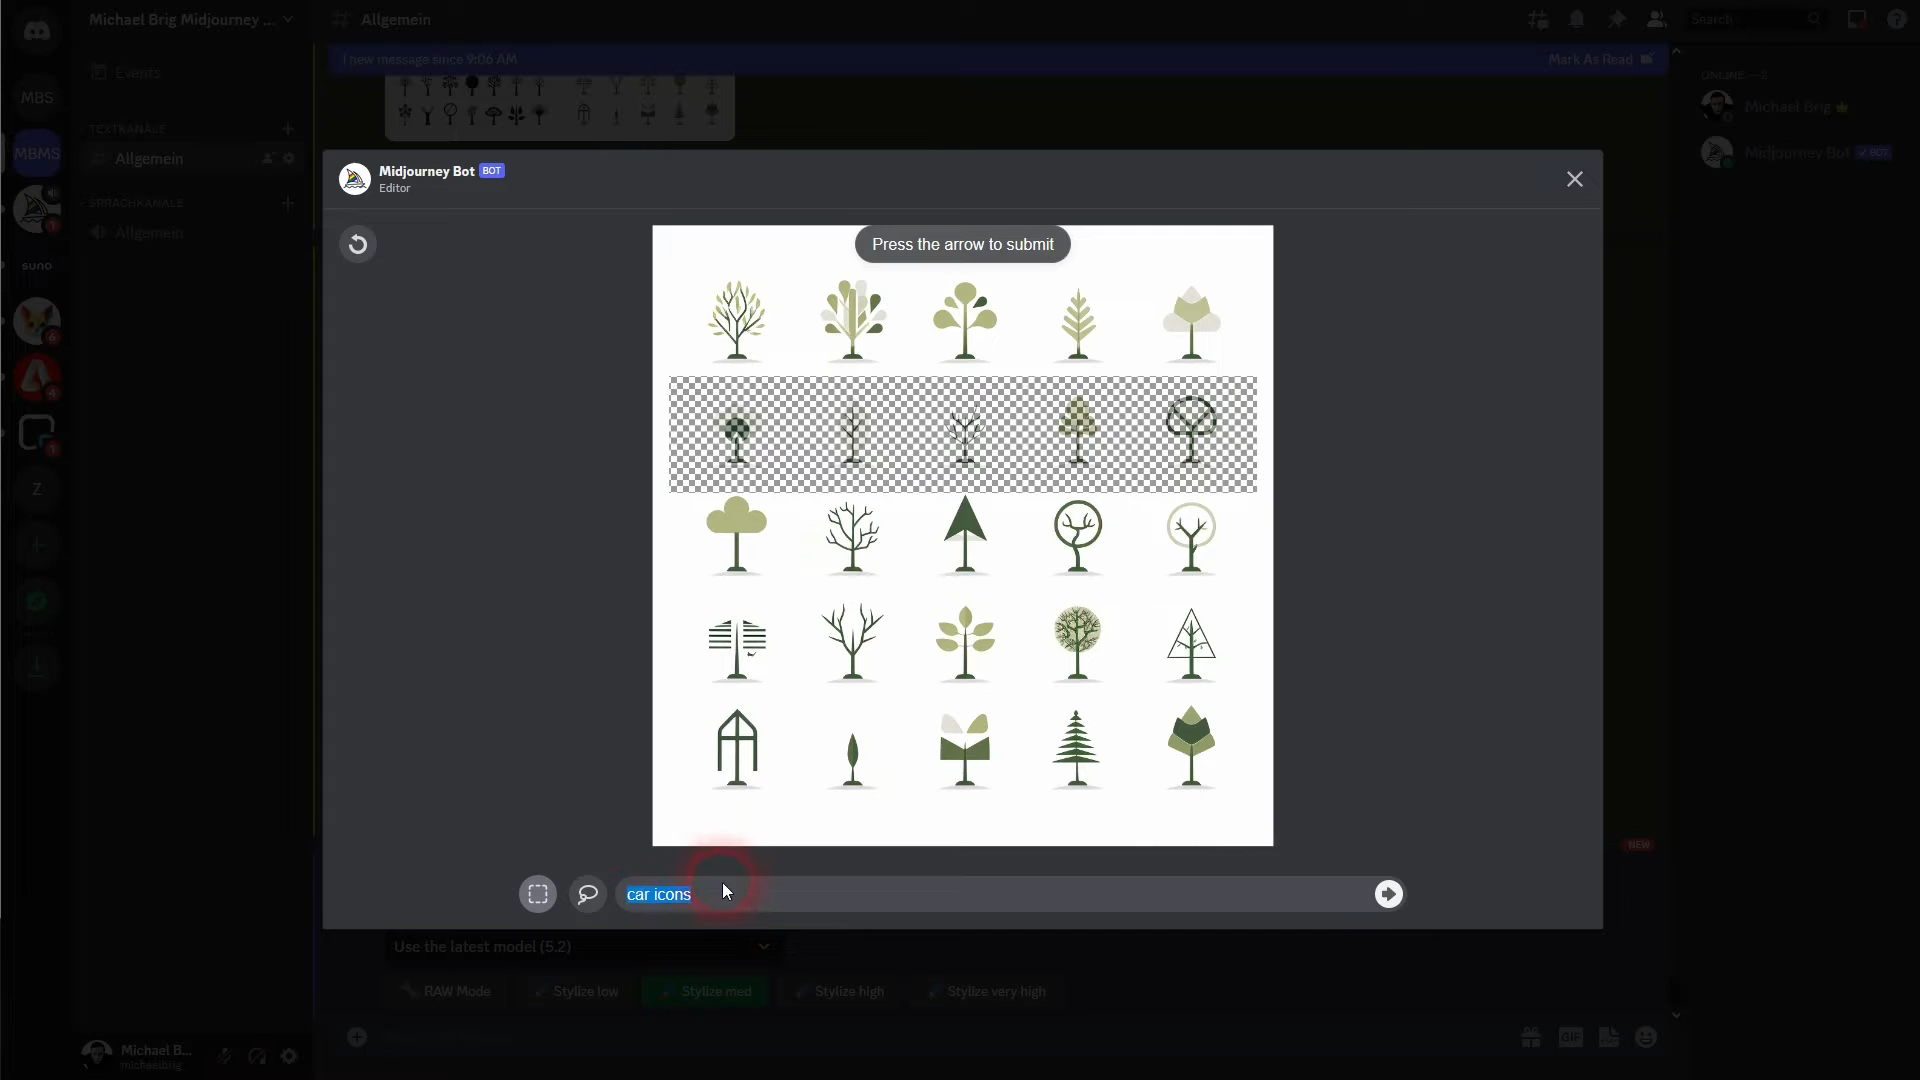 Michael Brig Midjourney ...
Allgemein
Search
1 new message since 9:06 AM
Mark As Read
Events
MBS
TEXTKANÄLE
MBMS
Allgemein
SPRACHKANÄLE
Allgemein
suno
Z
ONLINE — 2
Michael Brig
Midjourney Bot
BOT
Midjourney Bot BOT
Editor
Press the arrow to submit
car icons
NEW
Use the latest model (5.2)
RAW Mode
Stylize low
Stylize med
Stylize high
Stylize very high
Michael B...
michaelbrig
GIF